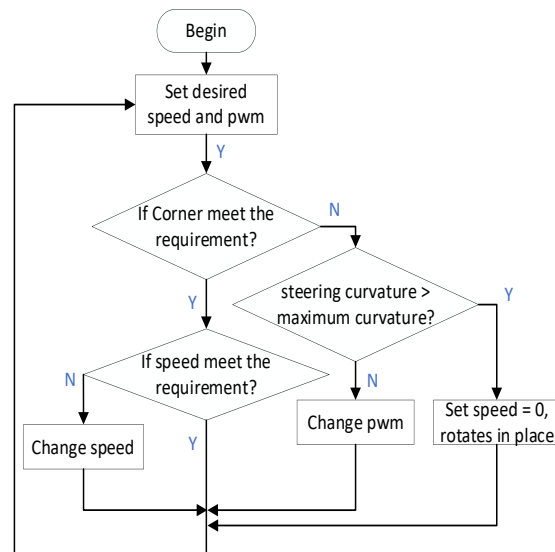 Begin
Set desired
speed and pwm
Y
If Corner meet the
requirement?
N
steering curvature >
maximum curvature?
Y
Y
If speed meet the
requirement?
N
N
Change speed
Y
Change pwm
Set speed = 0,
rotates in place